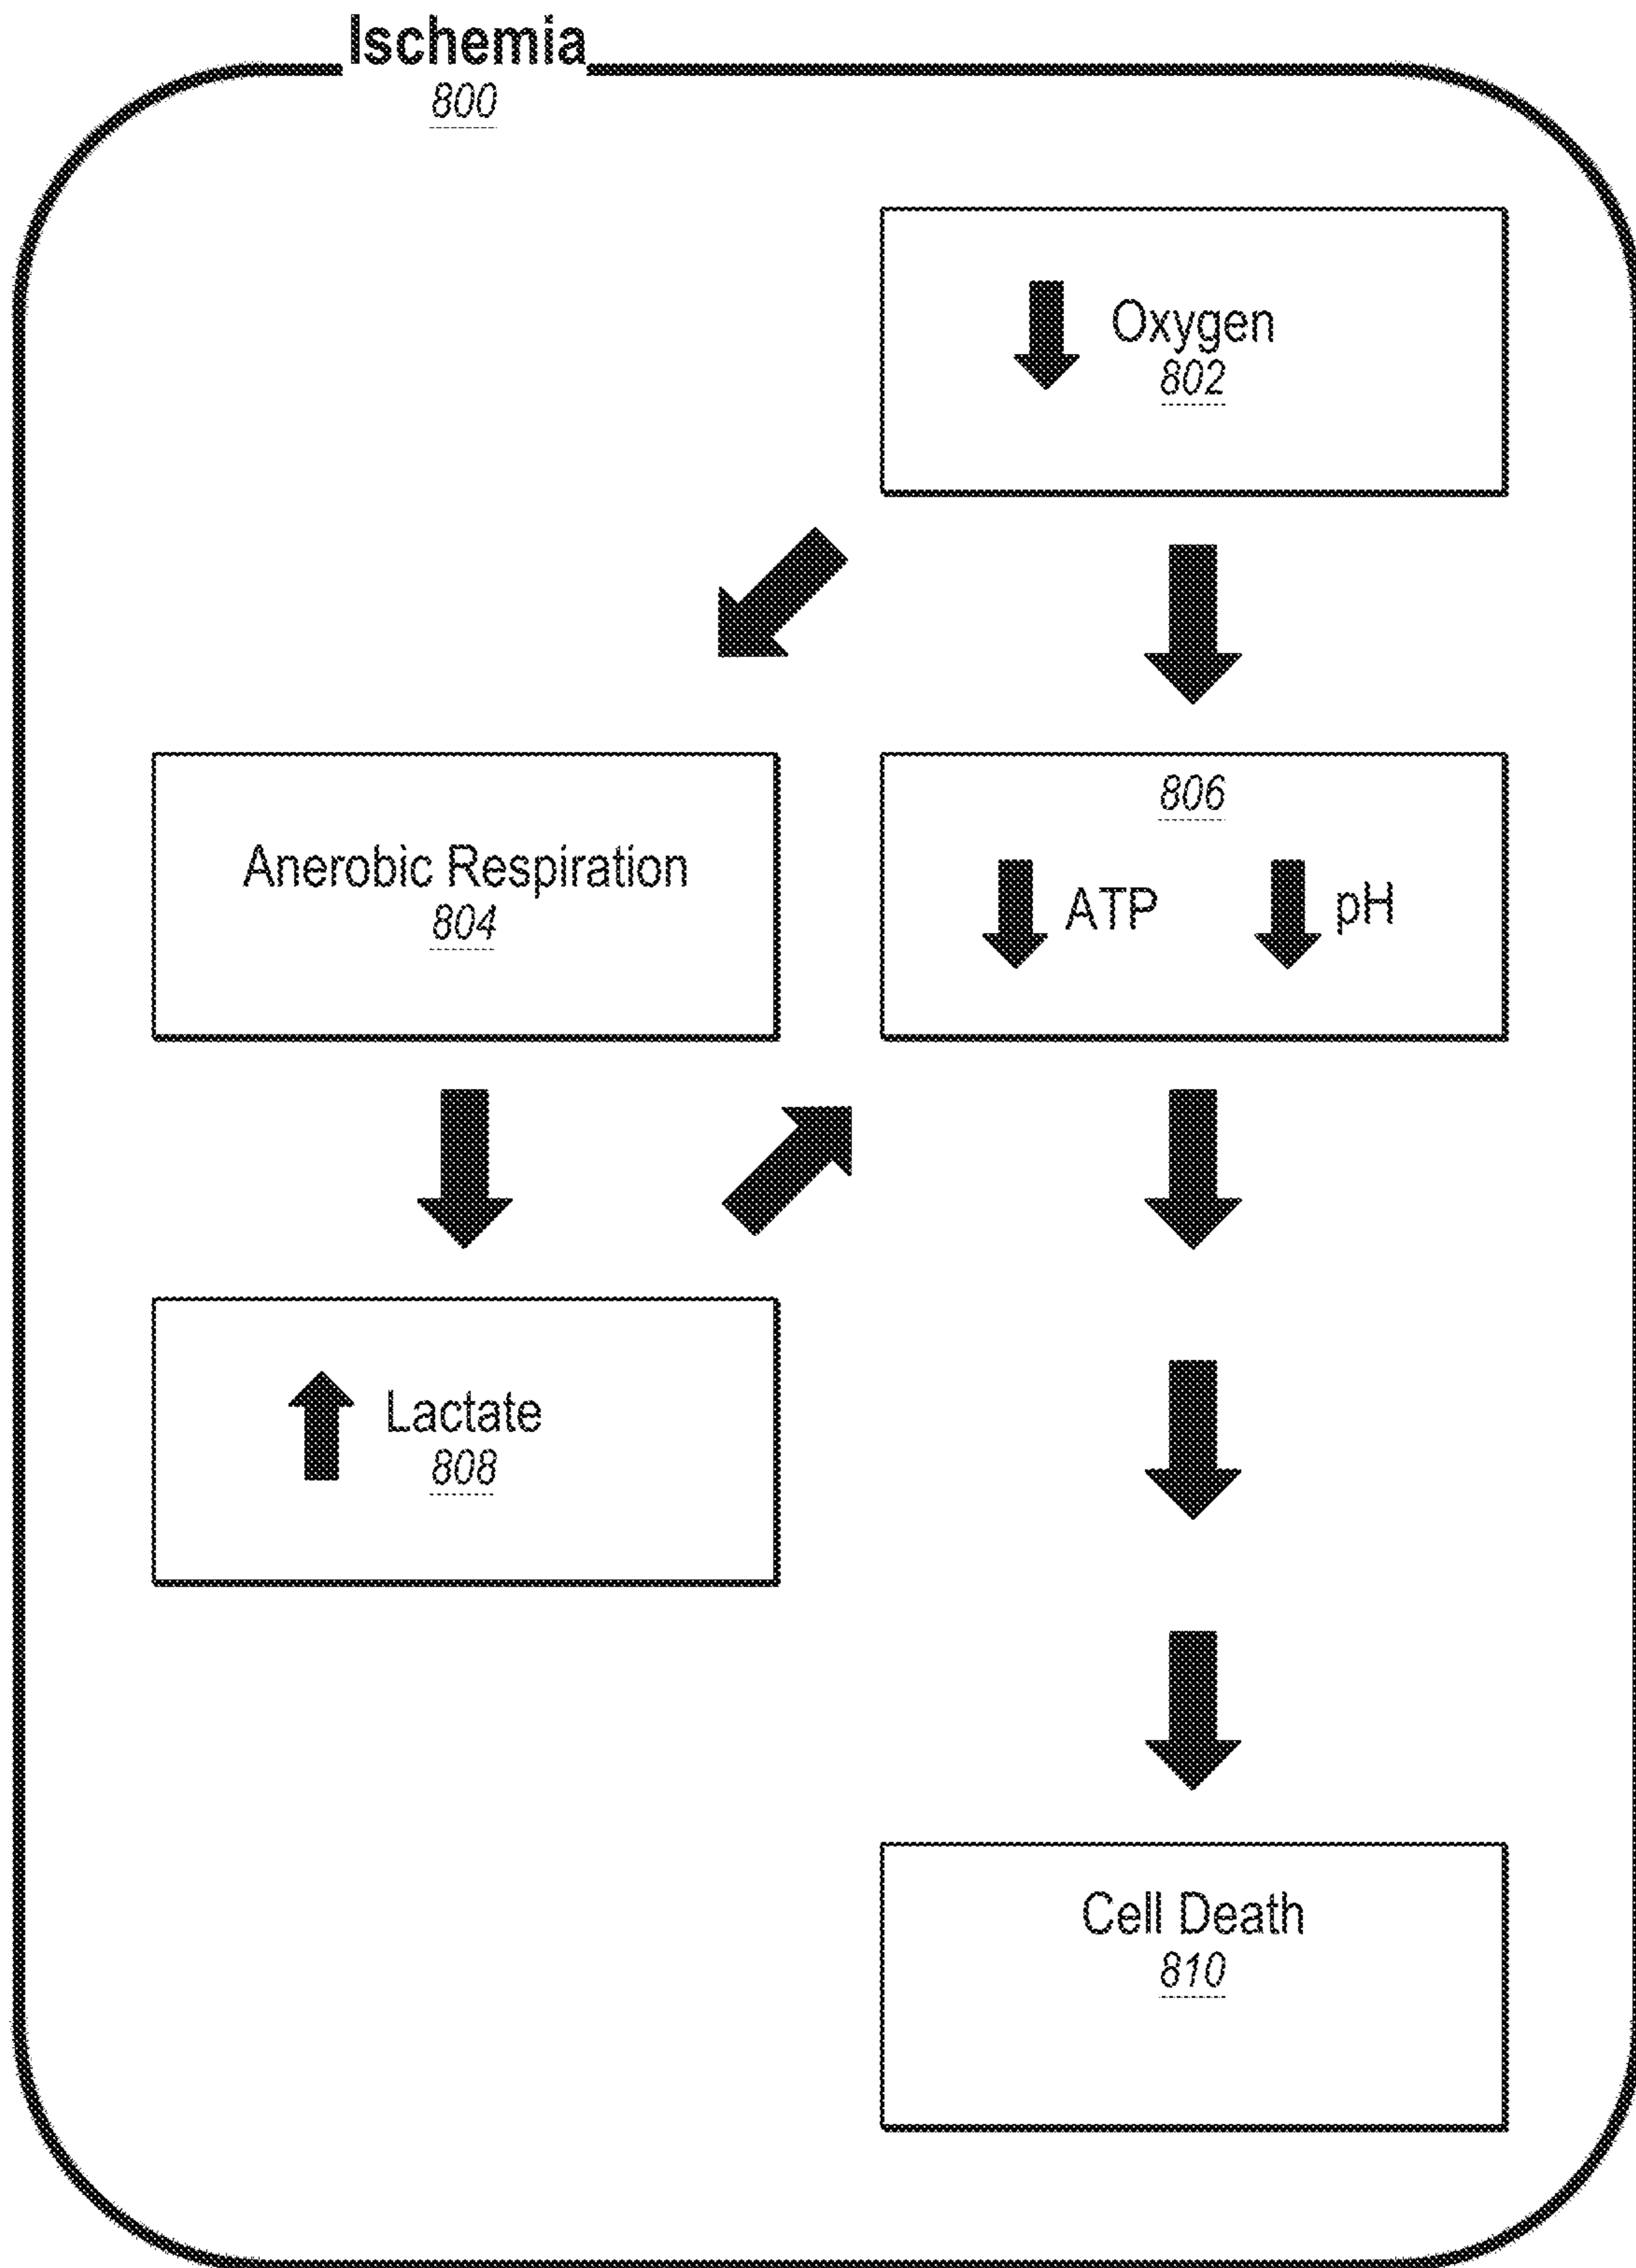 Ischemia
800
Oxygen
802
Anerobic Respiration
804
806
ATP
pH
Lactate
808
Cell Death
810